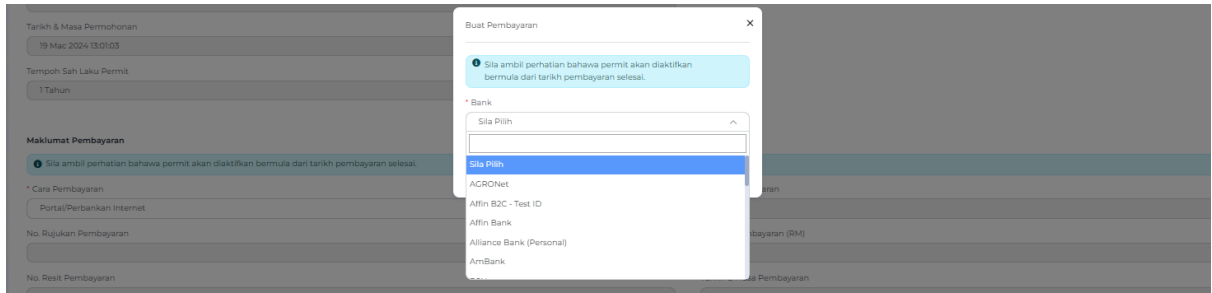 Tarikh & Masa Permohonan
19 Mac 2024 13:01:03
Tempoh Sah Laku Permit
1 Tahun
Maklumat Pembayaran
Sila ambil perhatian bahawa permit akan diaktifkan bermula dari tarikh pembayaran selesai.
* Cara Pembayaran
Portal/Perbankan Internet
No. Rujukan Pembayaran
No. Resit Pembayaran
Buat Pembayaran
Sila ambil perhatian bahawa permit akan diaktifkan
bermula dari tarikh pembayaran selesai.
* Bank
Sila Pilih
Sila Pilih
AGRONet
Affin B2C - Test ID
Affin Bank
Alliance Bank (Personal)
AmBank
(RM)
Pembayaran